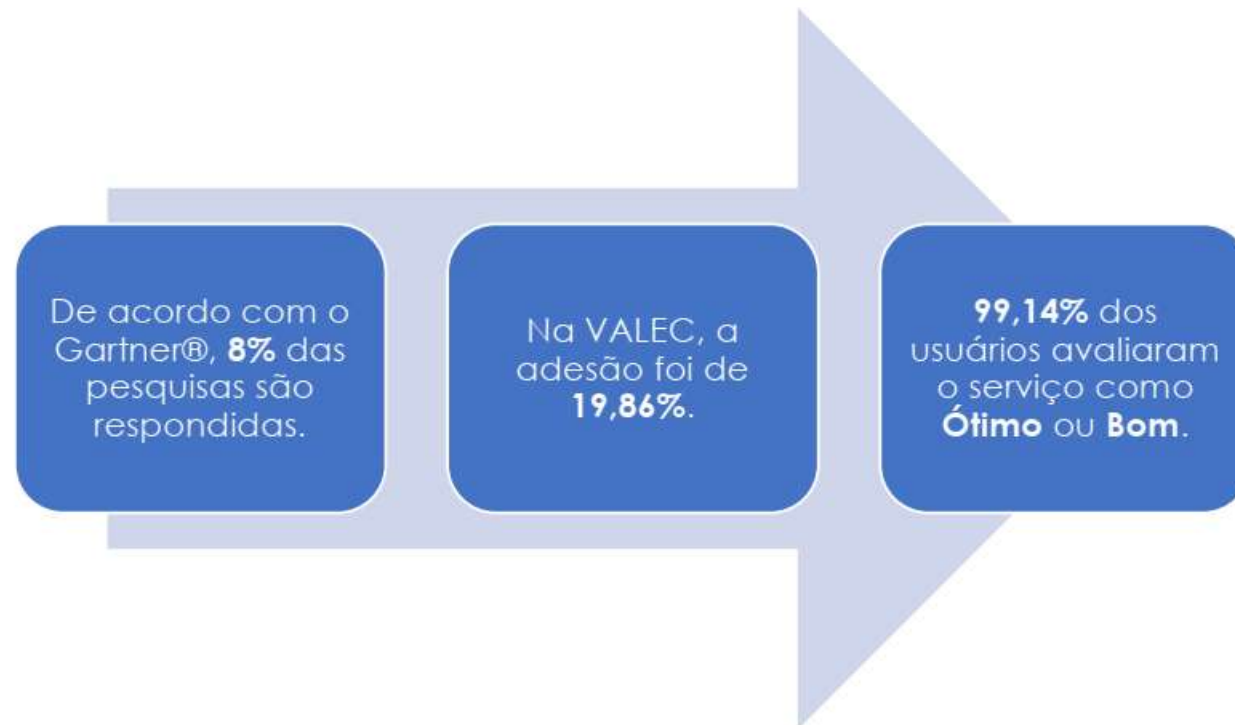 De acordo com o
Gartner®, 8% das
pesquisas são
respondidas.
Na VALEC, a
adesão foi de
19,86%.
99,14% dos
usuários avaliaram
o serviço como
Ótimo ou Bom.